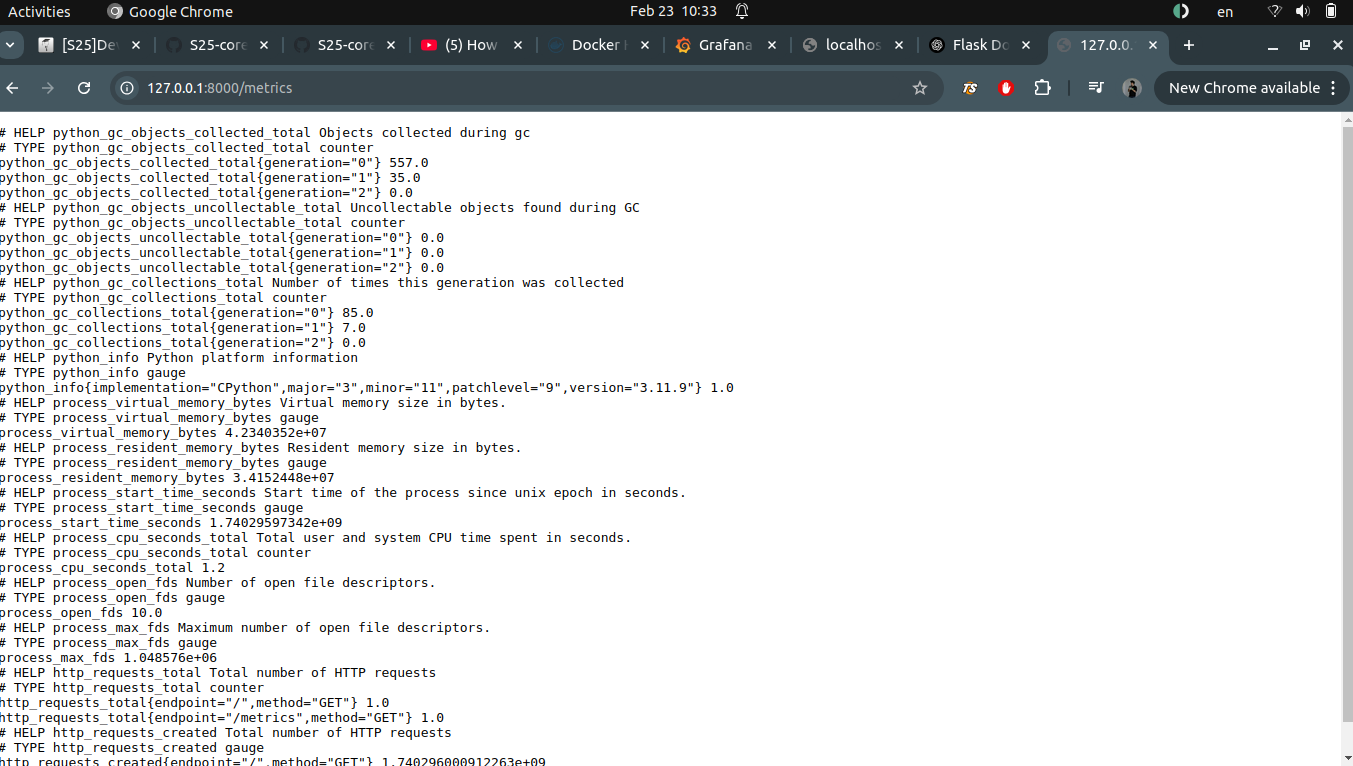 Activities
Google Chrome
Feb 23 10:33
en
[S25]De
S25-core
S25-core
(5) How
Docker
Grafana
localhos
Flask Do
127.0.0.
127.0.0.1:8000/metrics
New Chrome available
# HELP python_gc_objects_collected_total Objects collected during gc
# TYPE python_gc_objects_collected_total counter
python_gc_objects_collected_total{generation="0"} 557.0
python_gc_objects_collected_total{generation="1"} 35.0
python_gc_objects_collected_total{generation="2"} 0.0
# HELP python_gc_objects_uncollectable_total Uncollectable objects found during GC
# TYPE python_gc_objects_uncollectable_total counter
python_gc_objects_uncollectable_total{generation="0"} 0.0
python_gc_objects_uncollectable_total{generation="1"} 0.0
python_gc_objects_uncollectable_total{generation="2"} 0.0
# HELP python_gc_collections_total Number of times this generation was collected
# TYPE python_gc_collections_total counter
python_gc_collections_total{generation="0"} 85.0
python_gc_collections_total{generation="1"} 7.0
python_gc_collections_total{generation="2"} 0.0
# HELP python_info Python platform information
# TYPE python_info gauge
python_info{implementation="CPython",major="3",minor="11",patchlevel="9",version="3.11.9"} 1.0
# HELP process_virtual_memory_bytes Virtual memory size in bytes.
# TYPE process_virtual_memory_bytes gauge
process_virtual_memory_bytes 4.2340352e+07
# HELP process_resident_memory_bytes Resident memory size in bytes.
# TYPE process_resident_memory_bytes gauge
process_resident_memory_bytes 3.4152448e+07
# HELP process_start_time_seconds Start time of the process since unix epoch in seconds.
# TYPE process_start_time_seconds gauge
process_start_time_seconds 1.74029597342e+09
# HELP process_cpu_seconds_total Total user and system CPU time spent in seconds.
# TYPE process_cpu_seconds_total counter
process_cpu_seconds_total 1.2
# HELP process_open_fds Number of open file descriptors.
# TYPE process_open_fds gauge
process_open_fds 10.0
# HELP process_max_fds Maximum number of open file descriptors.
# TYPE process_max_fds gauge
process_max_fds 1.048576e+06
# HELP http_requests_total Total number of HTTP requests
# TYPE http_requests_total counter
http_requests_total{endpoint="/",method="GET"} 1.0
http_requests_total{endpoint="/metrics",method="GET"} 1.0
# HELP http_requests_created Total number of HTTP requests
# TYPE http_requests_created gauge
http_requests_created{endpoint="/",method="GET"} 1.740296000912263e+09